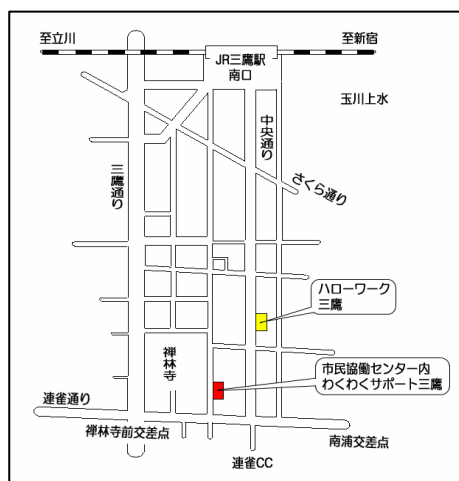 至立川
至新宿
JR三鷹駅
南口
玉川上水
中央通り
三鷹通り
さくら通り
ハローワーク
三鷹
禅林寺
市民協働センター内
わくわくサポート三鷹
連雀通り
禅林寺前交差点
南浦交差点
連雀CC